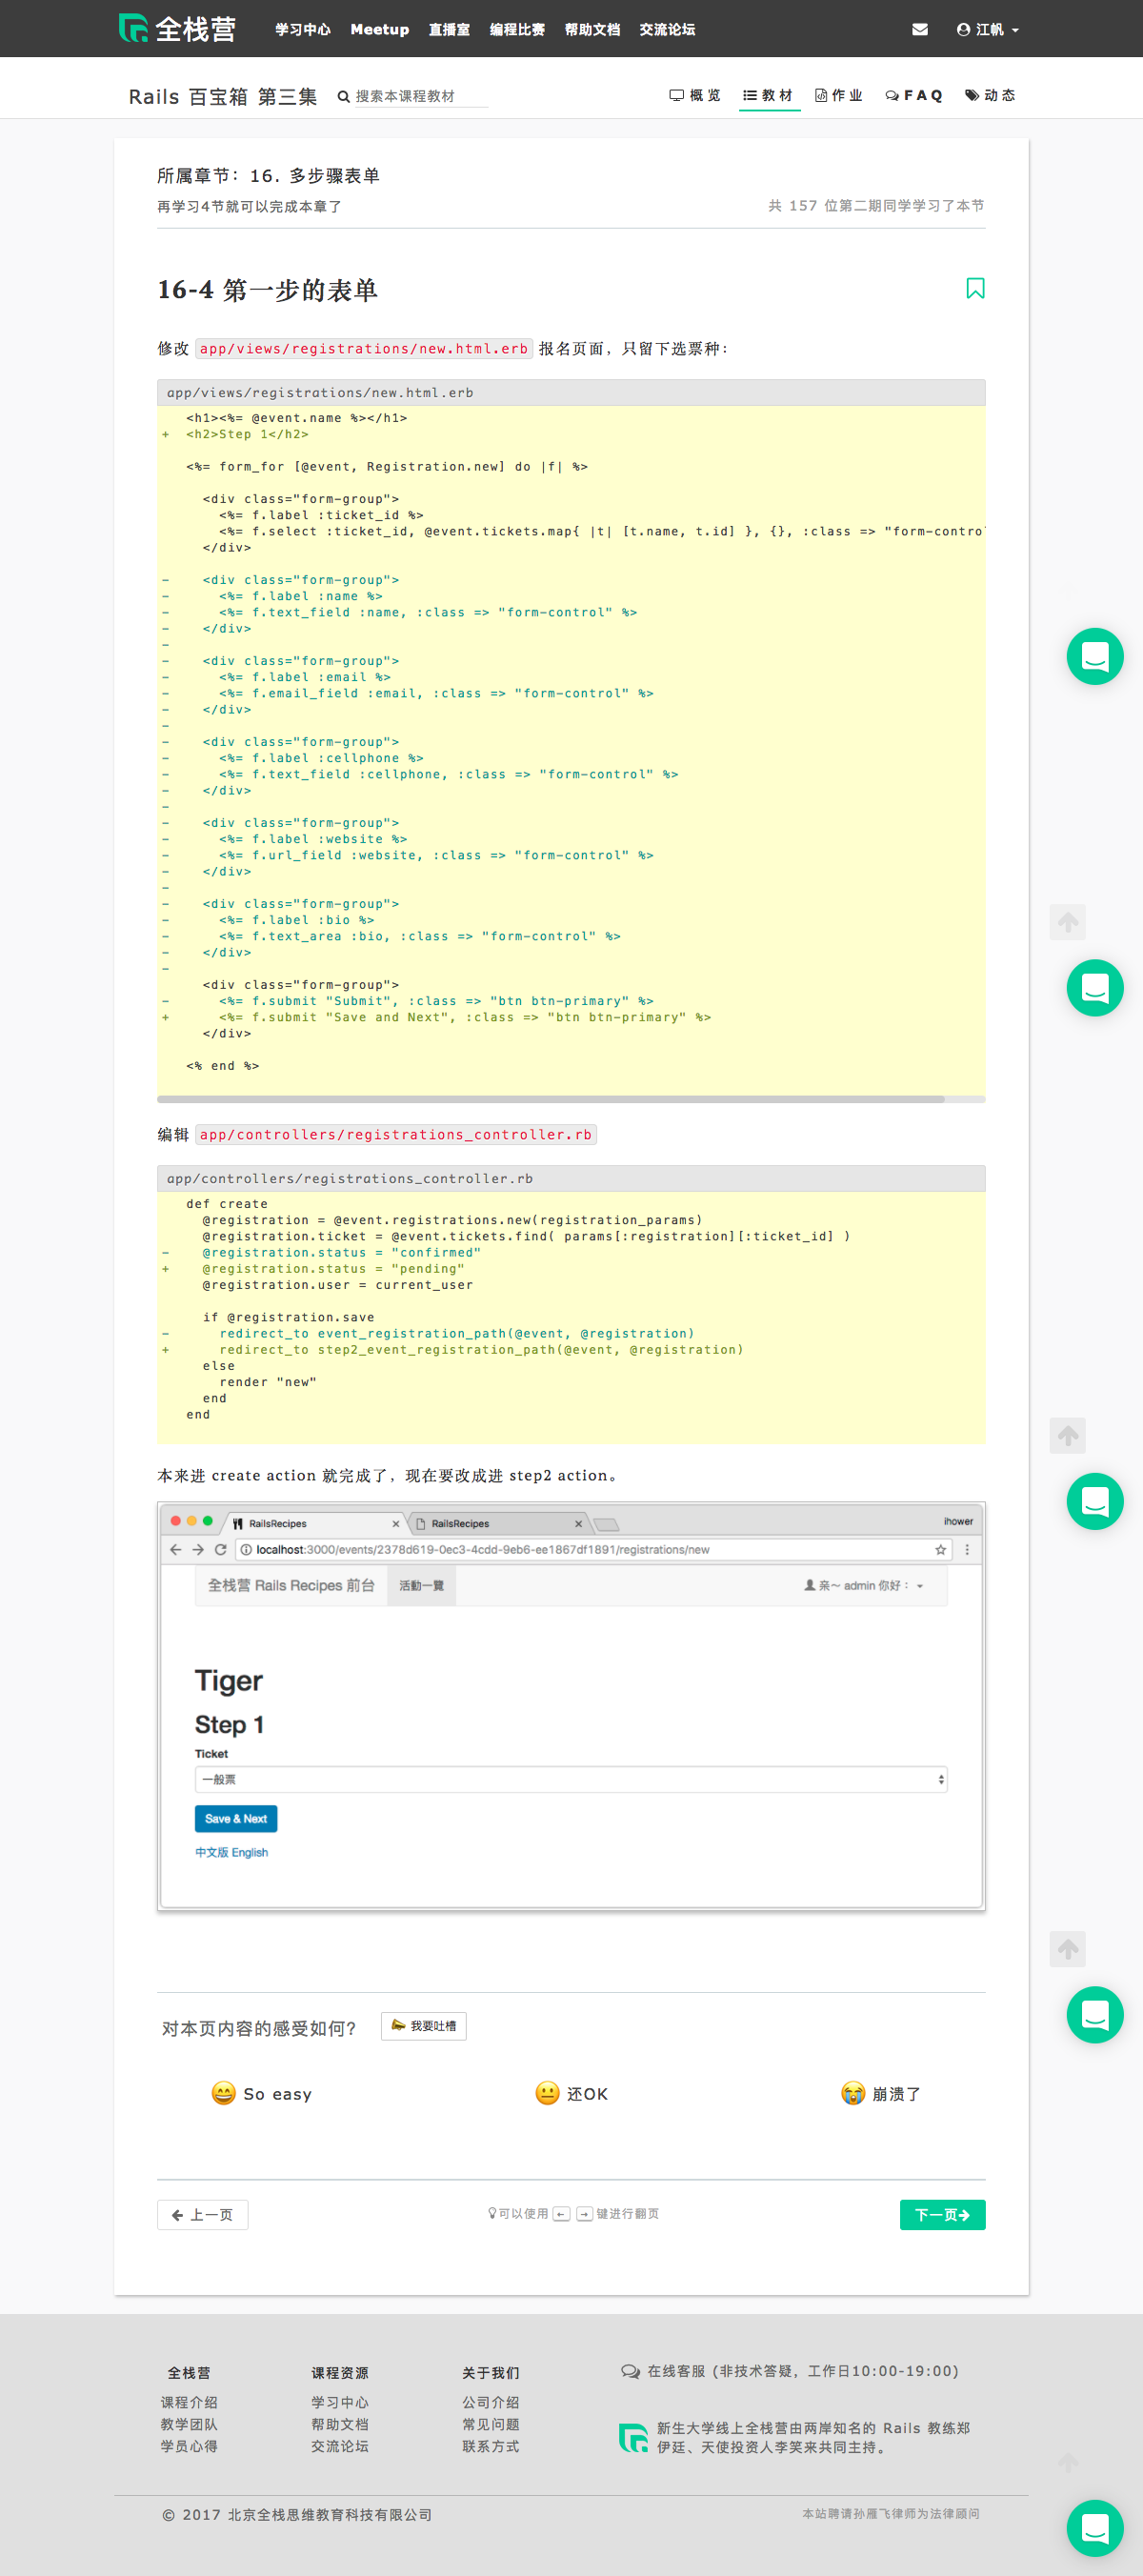 全栈营 学习中心 Meetup 直播室 编程比赛 帮助文档 交流论坛 江帆
Rails 百宝箱 第三集 搜索本课程教材 概览 教材 作业 FAQ 动态
所属章节：16. 多步骤表单
再学习4节就可以完成本章了 共 157 位第二期同学学习了本节
16-4 第一步的表单
修改 app/views/registrations/new.html.erb 报名页面，只留下选票种：
app/views/registrations/new.html.erb
<h1><%= @event.name %></h1>
+ <h2>Step 1</h2>
<%= form_for [@event, Registration.new] do |f| %>
<div class="form-group">
<%= f.label :ticket_id %>
<%= f.select :ticket_id, @event.tickets.map{ |t| [t.name, t.id] }, {}, :class => "form-contro
</div>
- <div class="form-group">
- <%= f.label :name %>
- <%= f.text_field :name, :class => "form-control" %>
- </div>
-
- <div class="form-group">
- <%= f.label :email %>
- <%= f.email_field :email, :class => "form-control" %>
- </div>
-
- <div class="form-group">
- <%= f.label :cellphone %>
- <%= f.text_field :cellphone, :class => "form-control" %>
- </div>
-
- <div class="form-group">
- <%= f.label :website %>
- <%= f.url_field :website, :class => "form-control" %>
- </div>
-
- <div class="form-group">
- <%= f.label :bio %>
- <%= f.text_area :bio, :class => "form-control" %>
- </div>
-
<div class="form-group">
- <%= f.submit "Submit", :class => "btn btn-primary" %>
+ <%= f.submit "Save and Next", :class => "btn btn-primary" %>
</div>
<% end %>
编辑 app/controllers/registrations_controller.rb
app/controllers/registrations_controller.rb
def create
@registration = @event.registrations.new(registration_params)
@registration.ticket = @event.tickets.find( params[:registration][:ticket_id] )
- @registration.status = "confirmed"
+ @registration.status = "pending"
@registration.user = current_user
if @registration.save
- redirect_to event_registration_path(@event, @registration)
+ redirect_to step2_event_registration_path(@event, @registration)
else
render "new"
end
end
本来进 create action 就完成了，现在要改成进 step2 action。
RailsRecipes RailsRecipes ihower
localhost:3000/events/2378d619-0ec3-4cdd-9eb6-ee1867df1891/registrations/new
全栈营 Rails Recipes 前台 活動一覽 亲～ admin 你好：
Tiger
Step 1
Ticket
一般票
Save & Next
中文版 English
对本页内容的感受如何? 我要吐槽
So easy 还OK 崩溃了
上一页 可以使用 ← → 键进行翻页 下一页
全栈营 课程资源 关于我们 在线客服 (非技术答疑，工作日10:00-19:00)
课程介绍 学习中心 公司介绍
教学团队 帮助文档 常见问题
学员心得 交流论坛 联系方式
新生大学线上全栈营由两岸知名的 Rails 教练郑
伊廷、天使投资人李笑来共同主持。
© 2017 北京全栈思维教育科技有限公司 本站聘请孙雁飞律师为法律顾问